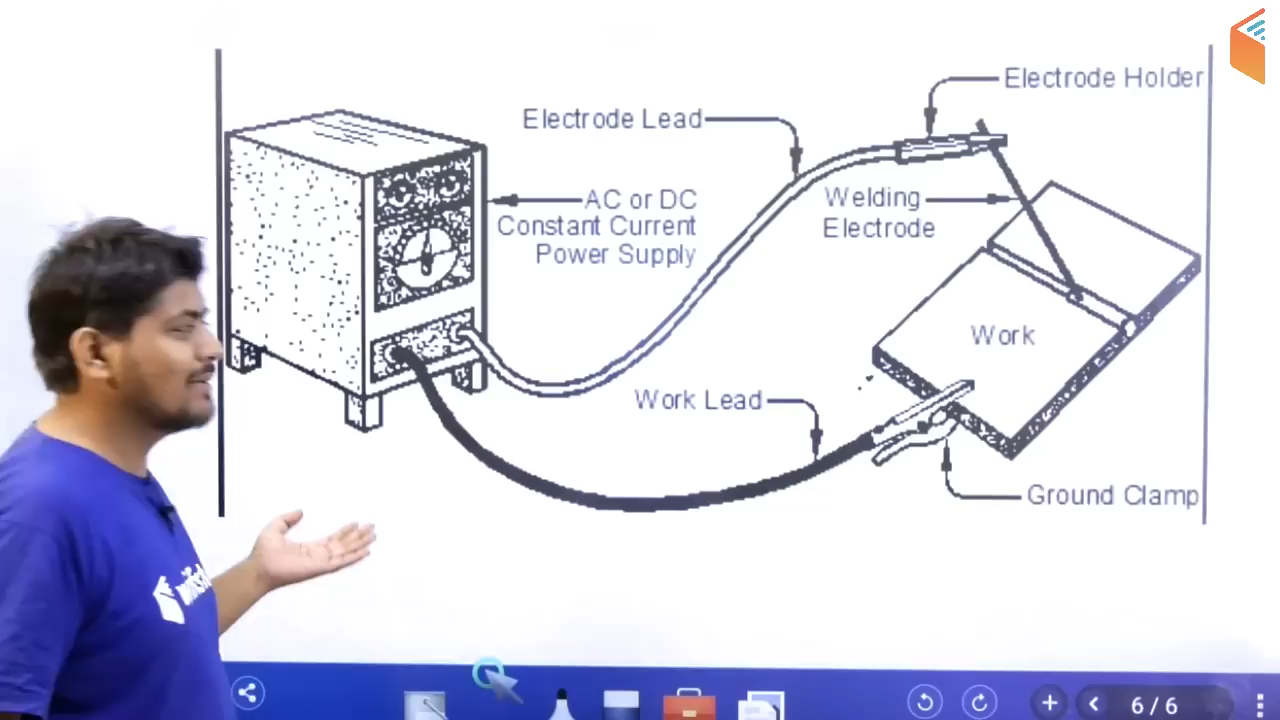 Electrode Holder
Electrode Lead
AC or DC
Constant Current
Power Supply
Welding
Electrode
Work
Work Lead
Ground Clamp
6 / 6